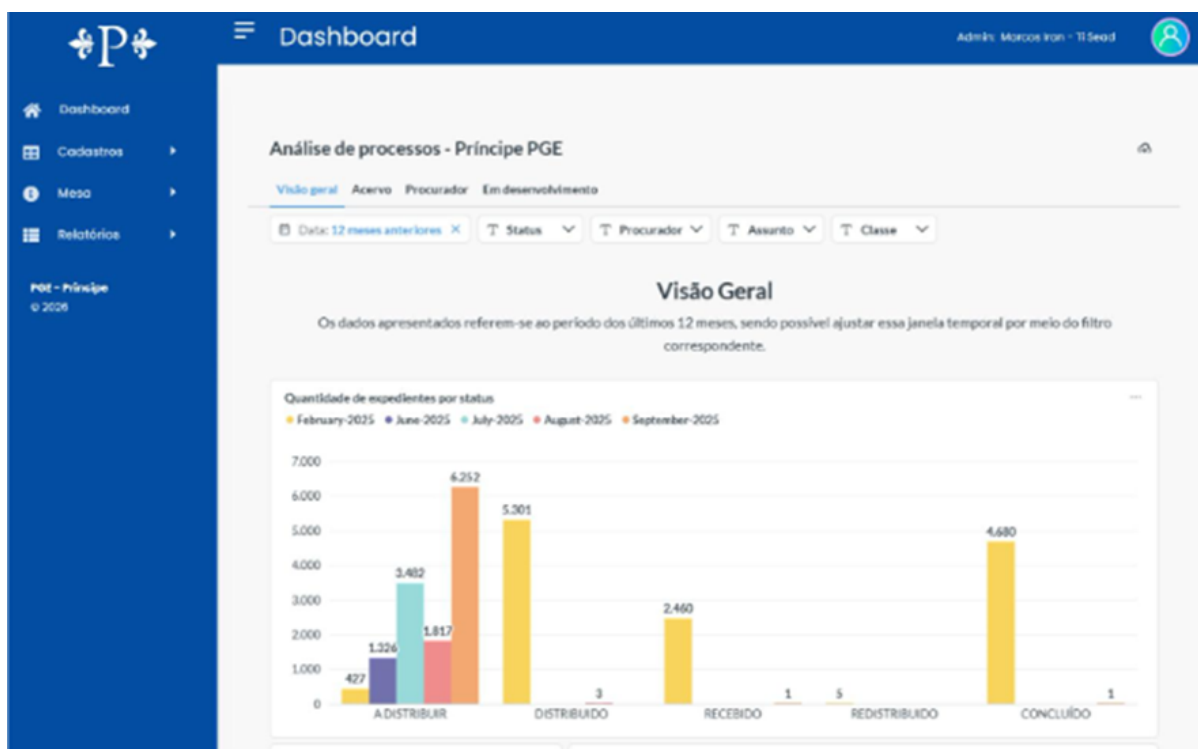 P
Dashboard
Admin: Marcos Iran - TI Sead
Dashboard
Cadastros
Mesa
Relatórios
PGE - Príncipe
© 2026
Análise de processos - Príncipe PGE
Visão geral Acervo Procurador Em desenvolvimento
Data: 12 meses anteriores × T Status T Procurador T Assunto T Classe
Visão Geral
Os dados apresentados referem-se ao período dos últimos 12 meses, sendo possível ajustar essa janela temporal por meio do filtro
correspondente.
Quantidade de expedientes por status
February-2025 June-2025 July-2025 August-2025 September-2025
7.000
6.000
5.000
4.000
3.000
2.000
1.000
0
427
1.326
3.482
1.817
6.252
5.301
3
2.460
1
5
4.680
1
A DISTRIBUIR DISTRIBUIDO RECEBIDO REDISTRIBUIDO CONCLUÍDO